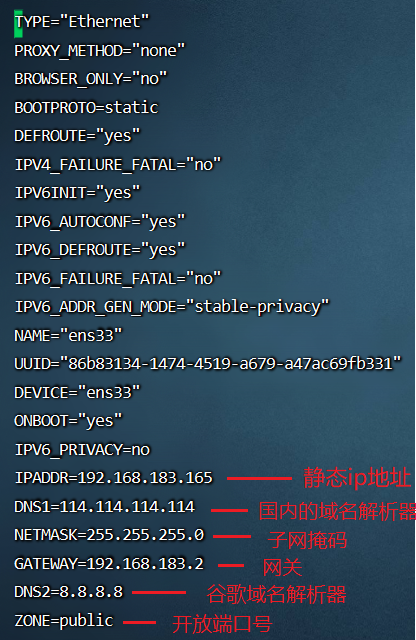 TYPE="Ethernet"
PROXY_METHOD="none"
BROWSER_ONLY="no"
BOOTPROTO=static
DEFROUTE="yes"
IPV4_FAILURE_FATAL="no"
IPV6INIT="yes"
IPV6_AUTOCONF="yes"
IPV6_DEFROUTE="yes"
IPV6_FAILURE_FATAL="no"
IPV6_ADDR_GEN_MODE="stable-privacy"
NAME="ens33"
UUID="86b83134-1474-4519-a679-a47ac69fb331"
DEVICE="ens33"
ONBOOT="yes"
IPV6_PRIVACY=no
IPADDR=192.168.183.165 静态ip地址
DNS1=114.114.114.114 国内的域名解析器
NETMASK=255.255.255.0 子网掩码
GATEWAY=192.168.183.2 网关
DNS2=8.8.8.8 谷歌域名解析器
ZONE=public 开放端口号